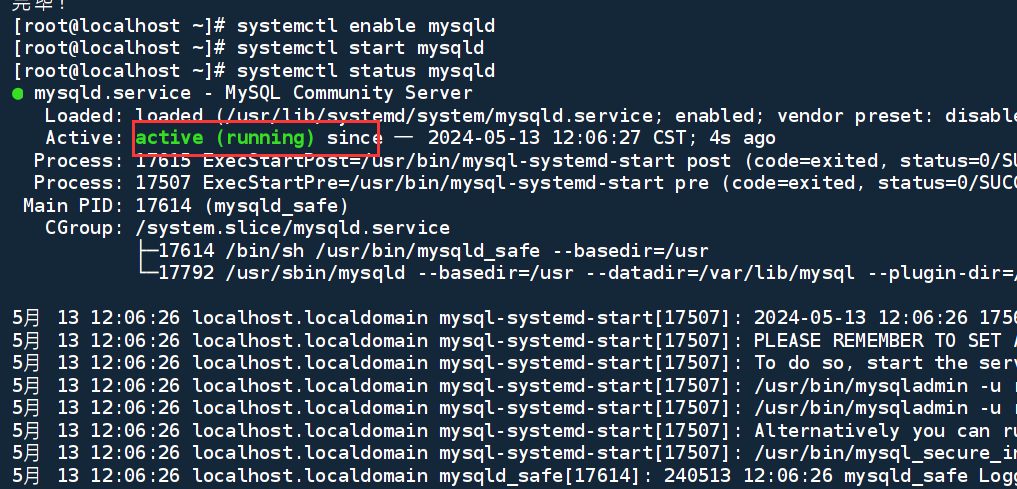 完毕！
[root@localhost ~]# systemctl enable mysqld
[root@localhost ~]# systemctl start mysqld
[root@localhost ~]# systemctl status mysqld
● mysqld.service - MySQL Community Server
Loaded: loaded (/usr/lib/systemd/system/mysqld.service; enabled; vendor preset: disable
Active: active (running) since 一 2024-05-13 12:06:27 CST; 4s ago
Process: 17615 ExecStartPost=/usr/bin/mysql-systemd-start post (code=exited, status=0/SU
Process: 17507 ExecStartPre=/usr/bin/mysql-systemd-start pre (code=exited, status=0/SUCC
Main PID: 17614 (mysqld_safe)
CGroup: /system.slice/mysqld.service
├─17614 /bin/sh /usr/bin/mysqld_safe --basedir=/usr
└─17792 /usr/sbin/mysqld --basedir=/usr --datadir=/var/lib/mysql --plugin-dir=/
5月 13 12:06:26 localhost.localdomain mysql-systemd-start[17507]: 2024-05-13 12:06:26 1756
5月 13 12:06:26 localhost.localdomain mysql-systemd-start[17507]: PLEASE REMEMBER TO SET A
5月 13 12:06:26 localhost.localdomain mysql-systemd-start[17507]: To do so, start the serv
5月 13 12:06:26 localhost.localdomain mysql-systemd-start[17507]: /usr/bin/mysqladmin -u r
5月 13 12:06:26 localhost.localdomain mysql-systemd-start[17507]: /usr/bin/mysqladmin -u r
5月 13 12:06:26 localhost.localdomain mysql-systemd-start[17507]: Alternatively you can ru
5月 13 12:06:26 localhost.localdomain mysql-systemd-start[17507]: /usr/bin/mysql_secure_in
5月 13 12:06:26 localhost.localdomain mysqld_safe[17614]: 240513 12:06:26 mysqld_safe Logg